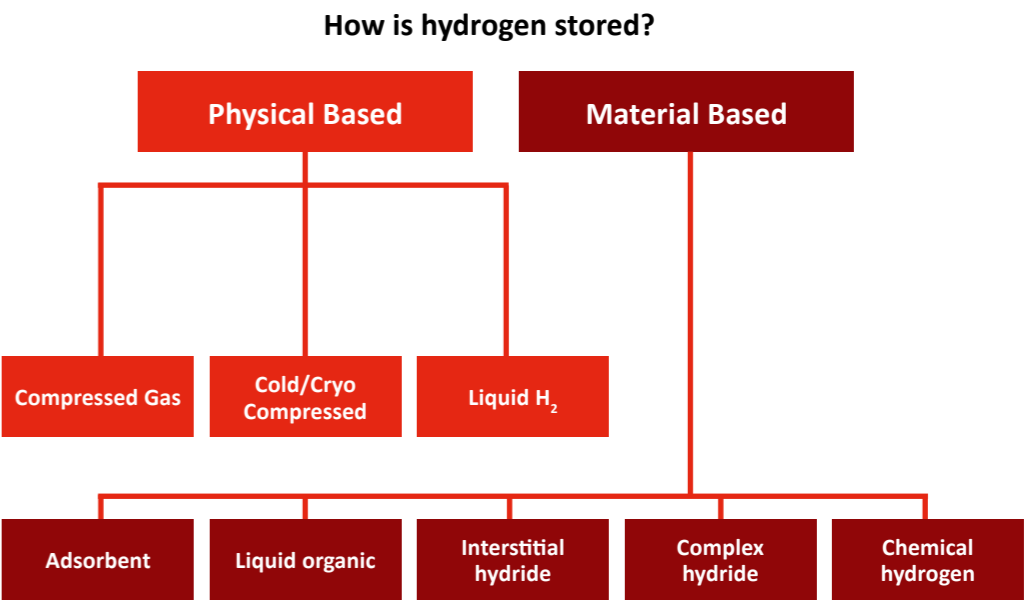 How is hydrogen stored?
Physical Based
Material Based
Compressed Gas
Cold/Cryo
Compressed
Liquid H₂
Adsorbent
Liquid organic
Interstitial
hydride
Complex
hydride
Chemical
hydrogen